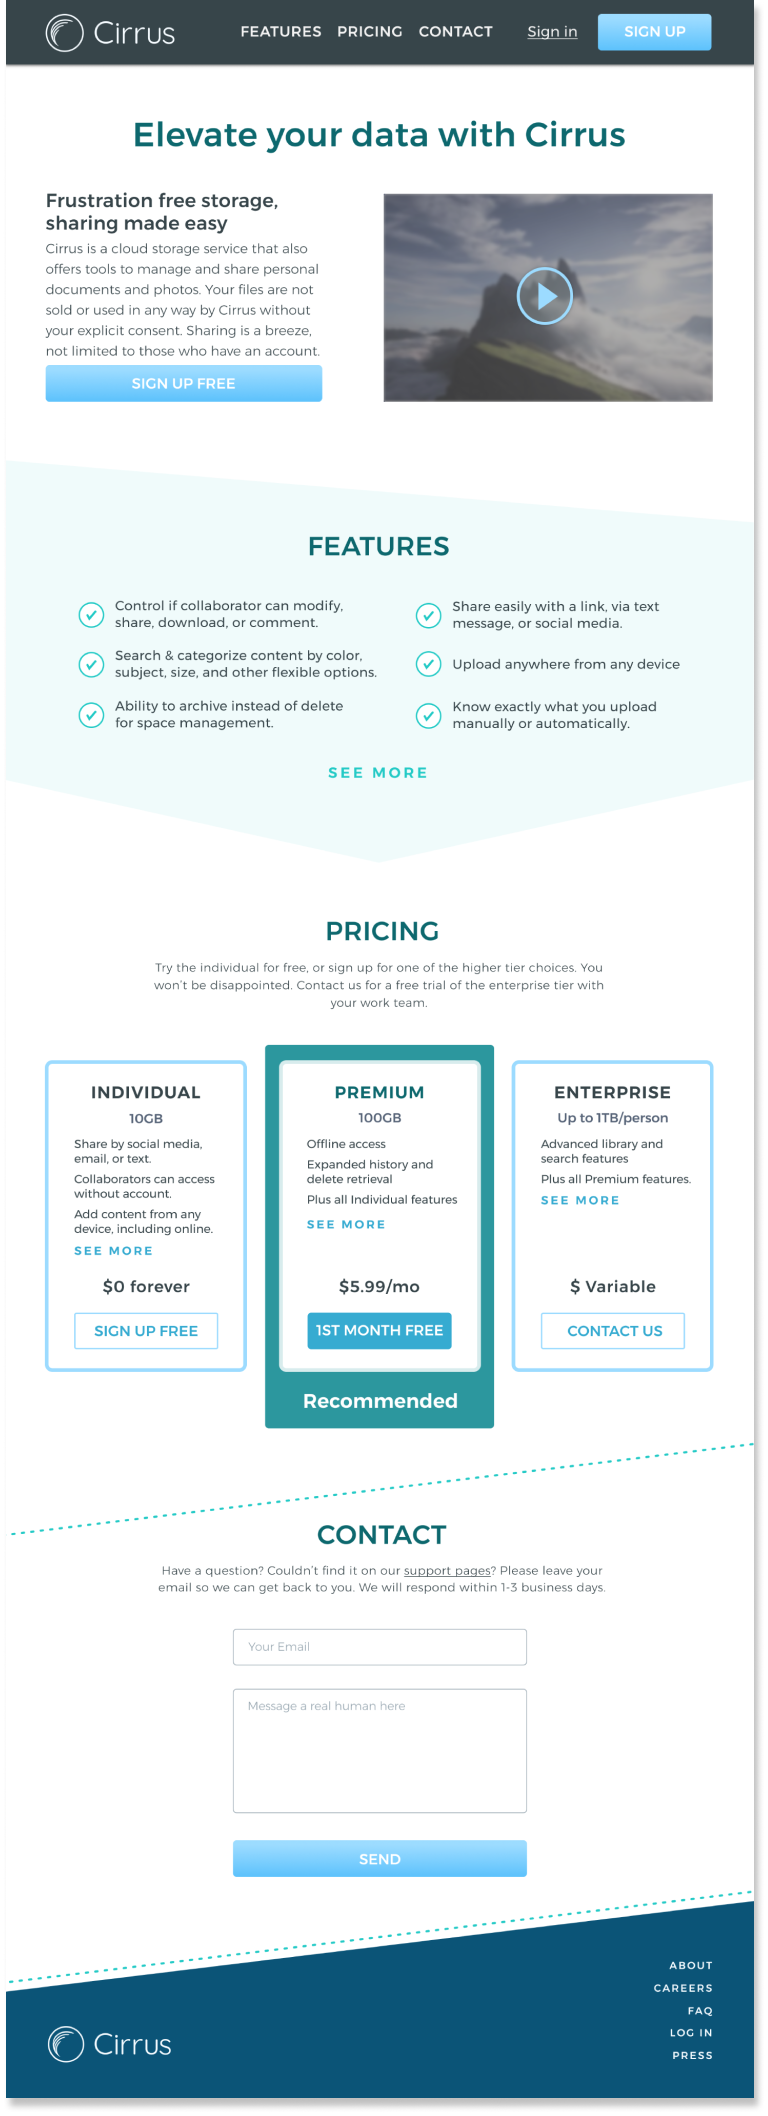 Cirrus
FEATURES PRICING CONTACT Sign in SIGN UP
Elevate your data with Cirrus
Frustration free storage,
sharing made easy
Cirrus is a cloud storage service that also
offers tools to manage and share personal
documents and photos. Your files are not
sold or used in any way by Cirrus without
your explicit consent. Sharing is a breeze,
not limited to those who have an account.
SIGN UP FREE
FEATURES
Control if collaborator can modify,
share, download, or comment.
Search & categorize content by color,
subject, size, and other flexible options.
Ability to archive instead of delete
for space management.
Share easily with a link, via text
message, or social media.
Upload anywhere from any device
Know exactly what you upload
manually or automatically.
SEE MORE
PRICING
Try the individual for free, or sign up for one of the higher tier choices. You
won't be disappointed. Contact us for a free trial of the enterprise tier with
your work team.
INDIVIDUAL
10GB
Share by social media,
email, or text.
Collaborators can access
without account.
Add content from any
device, including online.
SEE MORE
$0 forever
SIGN UP FREE
PREMIUM
100GB
Offline access
Expanded history and
delete retrieval
Plus all Individual features
SEE MORE
$5.99/mo
1ST MONTH FREE
Recommended
ENTERPRISE
Up to 1TB/person
Advanced library and
search features
Plus all Premium features.
SEE MORE
$ Variable
CONTACT US
CONTACT
Have a question? Couldn't find it on our support pages? Please leave your
email so we can get back to you. We will respond within 1-3 business days.
Your Email
Message a real human here
SEND
ABOUT
CAREERS
FAQ
LOG IN
PRESS
Cirrus